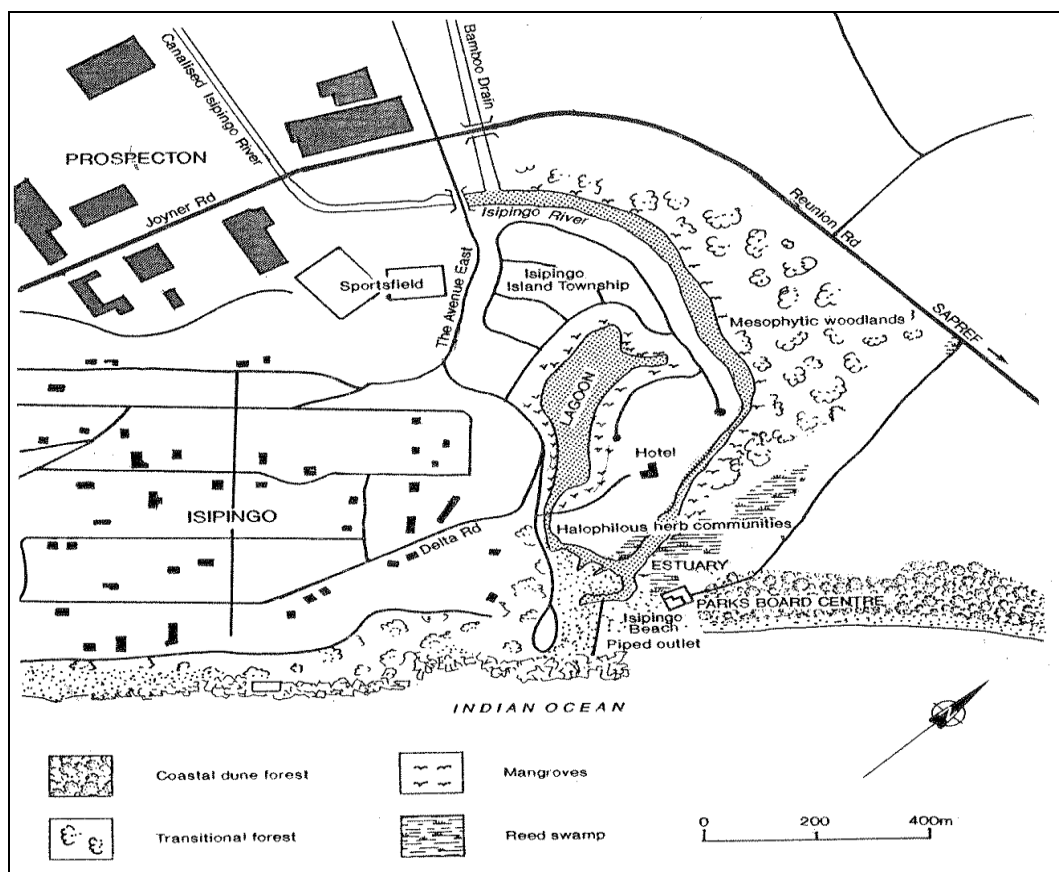 Canalised Isipingo River
Bamboo Drain
PROSPECTON
Joyner Rd
Isipingo River
Reunion Rd
The Avenue East
Sportsfield
Isipingo
Island Township
Mesophytic woodlands
SAPREF
LAGOON
Hotel
ISIPINGO
Delta Rd
Halophilous herb communities
ESTUARY
PARKS BOARD CENTRE
Isipingo
Beach
Piped outlet
INDIAN OCEAN
Coastal dune forest
Mangroves
Transitional forest
Reed swamp
0 200 400m